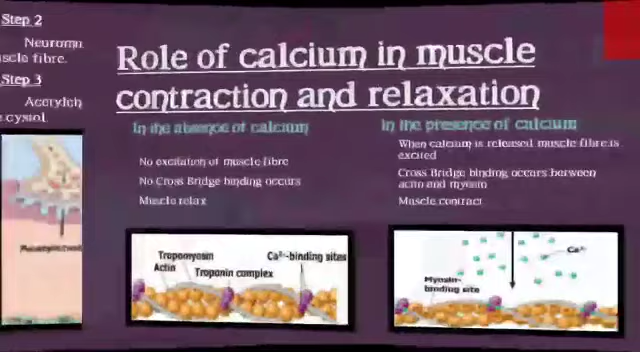 Step 2
Neuromu
scle fibre.
Step 3
Acetylch
cytsol
Role of calcium in muscle
contraction and relaxation
In the absence of calcium
No excitation of muscle fibre
No Cross Bridge binding occurs
Muscle relax
Tropomyosin
Actin
Troponin complex
Ca²⁺-binding sites
In the presence of calcium
When calcium is released muscle fibre is
excited
Cross Bridge binding occurs between
actin and myosin
Muscle contract
Ca²⁺
Myosin-
binding site